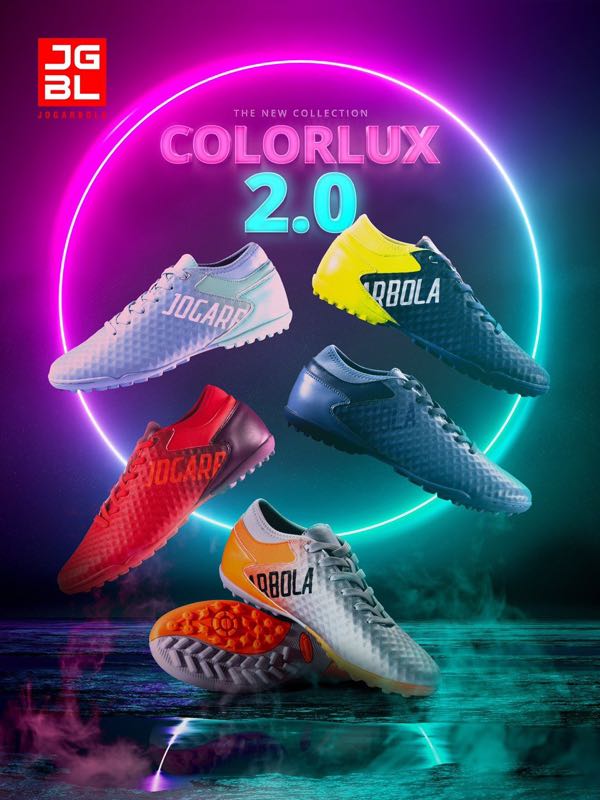 JG
BL
JOGARBOLA
THE NEW COLLECTION
COLORLUX
2.0
JOGARB
ARBOLA
JOGARB
ARBOLA